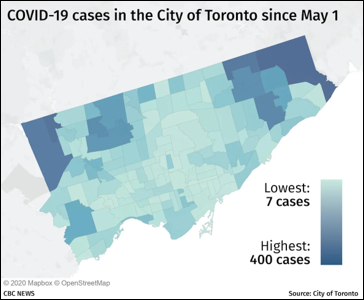 COVID-19 cases in the City of Toronto since May 1
Lowest:
7 cases
Highest:
400 cases
© 2020 Mapbox © OpenStreetMap
CBC NEWS
Source: City of Toronto